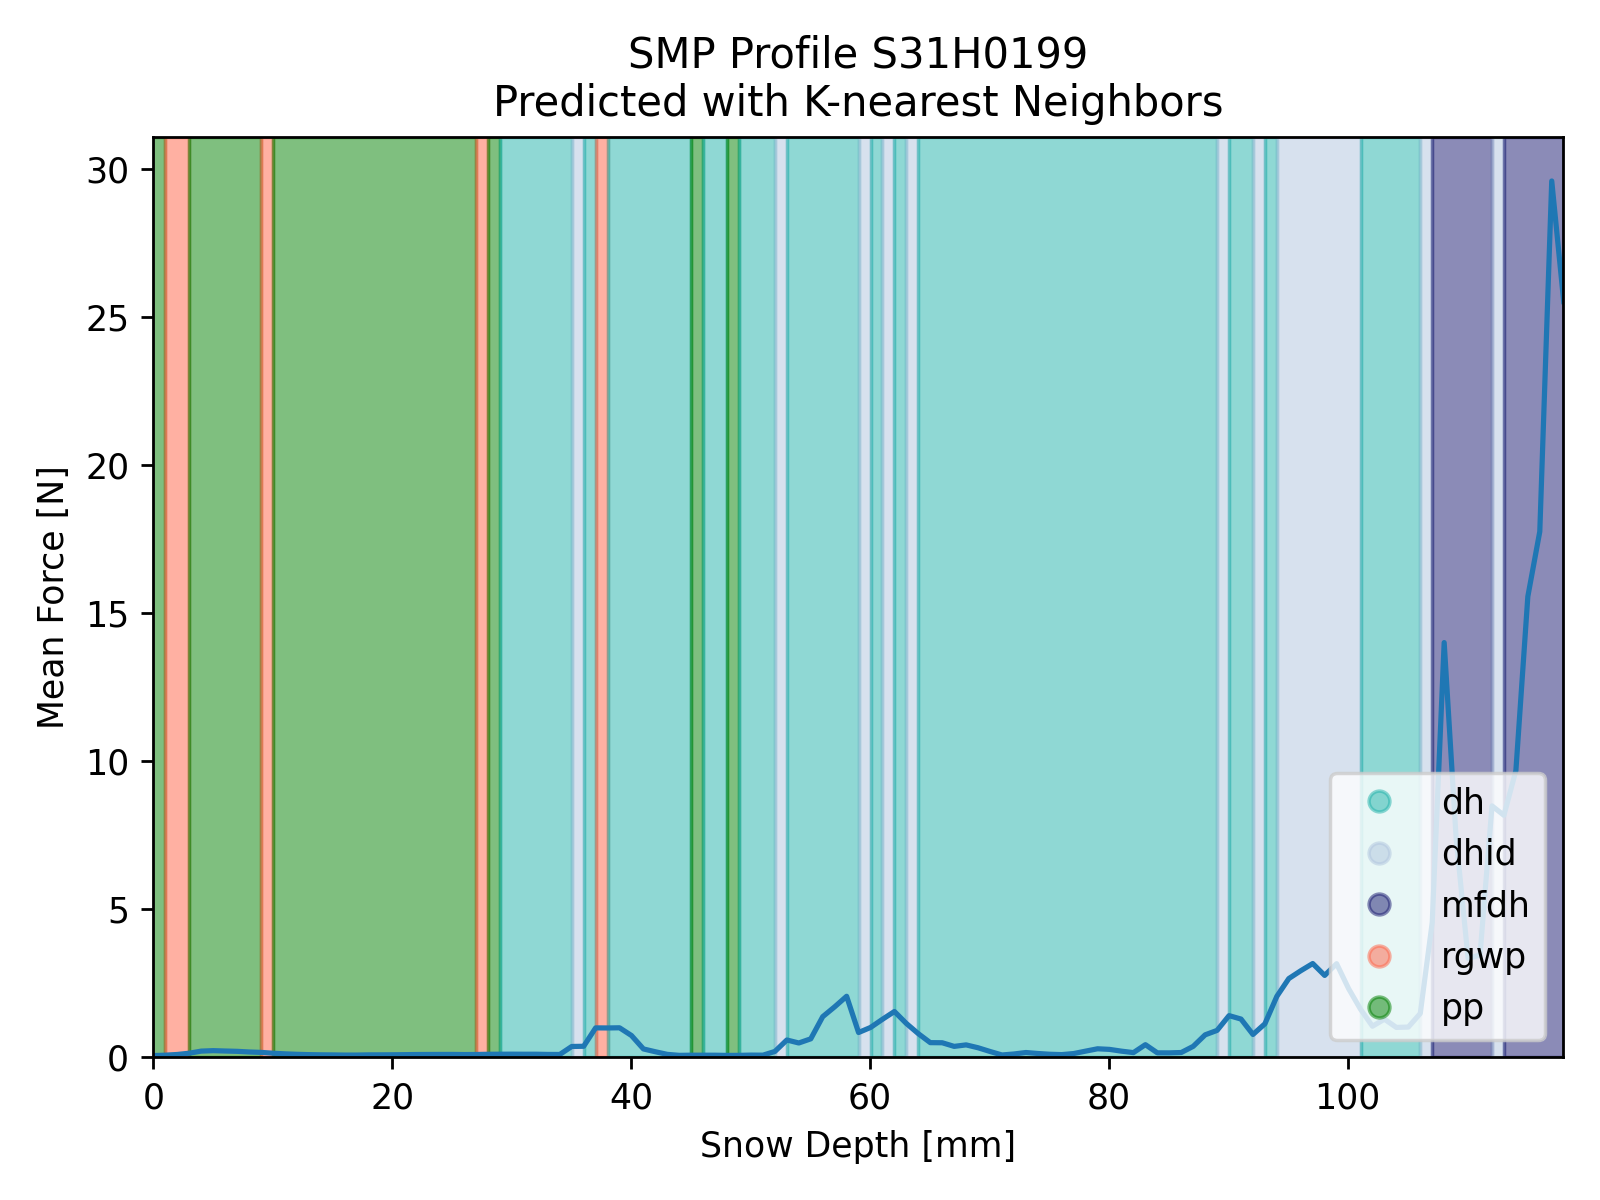 SMP Profile S31H0199
Predicted with K-nearest Neighbors
Mean Force [N]
30
25
20
15
10
5
0
dh
dhid
mfdh
rgwp
pp
0 20 40 60 80 100
Snow Depth [mm]